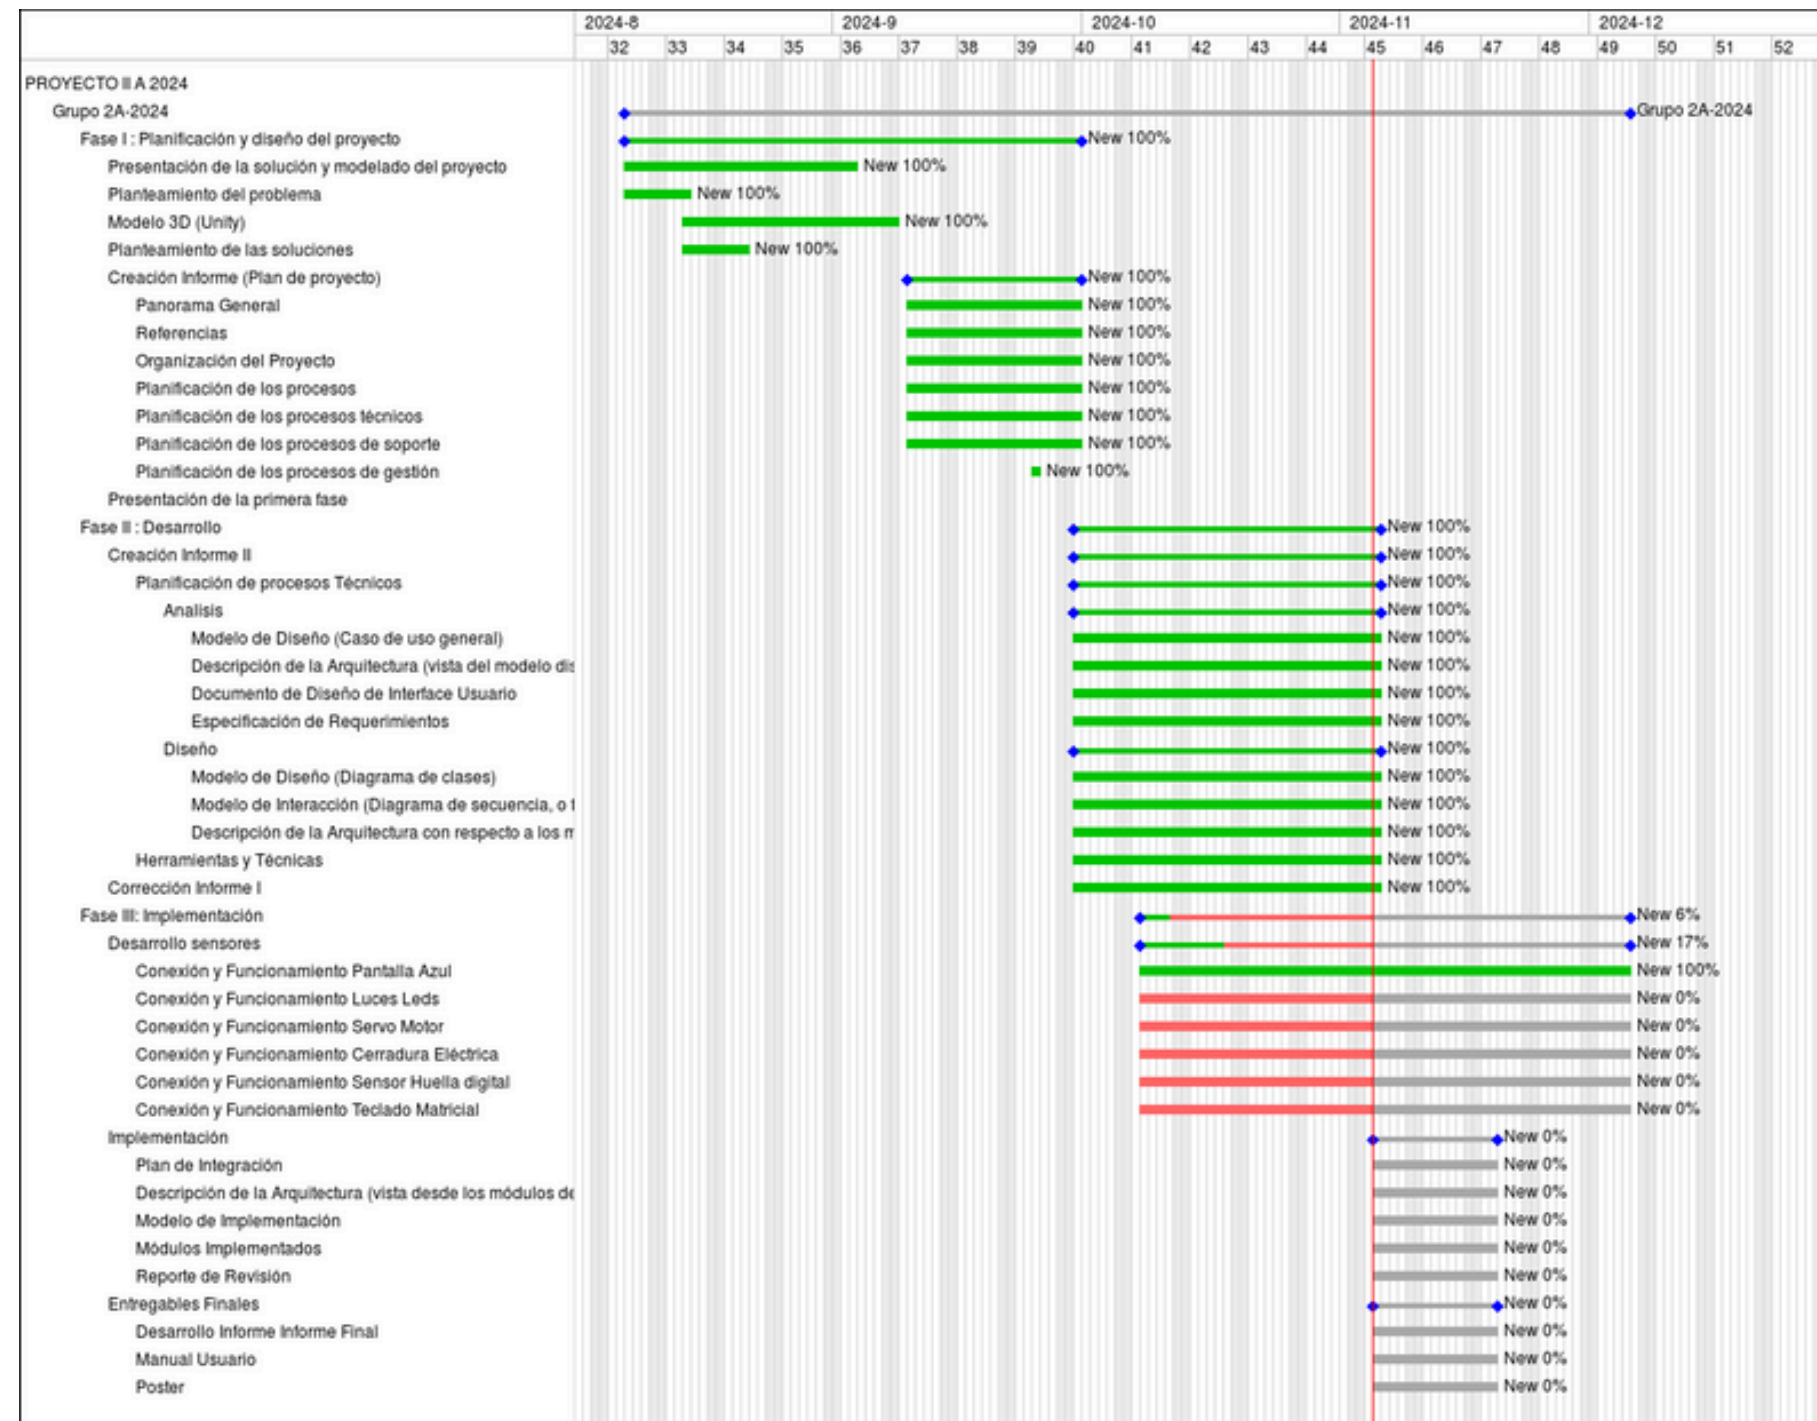 2024-8 2024-9 2024-10 2024-11 2024-12
32 33 34 35 36 37 38 39 40 41 42 43 44 45 46 47 48 49 50 51 52
PROYECTO II A 2024
Grupo 2A-2024 Grupo 2A-2024
Fase I : Planificación y diseño del proyecto New 100%
Presentación de la solución y modelado del proyecto New 100%
Planteamiento del problema New 100%
Modelo 3D (Unity) New 100%
Planteamiento de las soluciones New 100%
Creación Informe (Plan de proyecto) New 100%
Panorama General New 100%
Referencias New 100%
Organización del Proyecto New 100%
Planificación de los procesos New 100%
Planificación de los procesos técnicos New 100%
Planificación de los procesos de soporte New 100%
Planificación de los procesos de gestión New 100%
Presentación de la primera fase
Fase II : Desarrollo New 100%
Creación Informe II New 100%
Planificación de procesos Técnicos New 100%
Analisis New 100%
Modelo de Diseño (Caso de uso general) New 100%
Descripción de la Arquitectura (vista del modelo dis New 100%
Documento de Diseño de Interface Usuario New 100%
Especificación de Requerimientos New 100%
Diseño New 100%
Modelo de Diseño (Diagrama de clases) New 100%
Modelo de Interacción (Diagrama de secuencia, o New 100%
Descripción de la Arquitectura con respecto a los m New 100%
Herramientas y Técnicas New 100%
Corrección Informe I New 100%
Fase III: Implementación New 6%
Desarrollo sensores New 17%
Conexión y Funcionamiento Pantalla Azul New 100%
Conexión y Funcionamiento Luces Leds New 0%
Conexión y Funcionamiento Servo Motor New 0%
Conexión y Funcionamiento Cerradura Eléctrica New 0%
Conexión y Funcionamiento Sensor Huella digital New 0%
Conexión y Funcionamiento Teclado Matricial New 0%
Implementación New 0%
Plan de Integración New 0%
Descripción de la Arquitectura (vista desde los módulos de New 0%
Modelo de Implementación New 0%
Módulos Implementados New 0%
Reporte de Revisión New 0%
Entregables Finales New 0%
Desarrollo Informe Informe Final New 0%
Manual Usuario New 0%
Poster New 0%